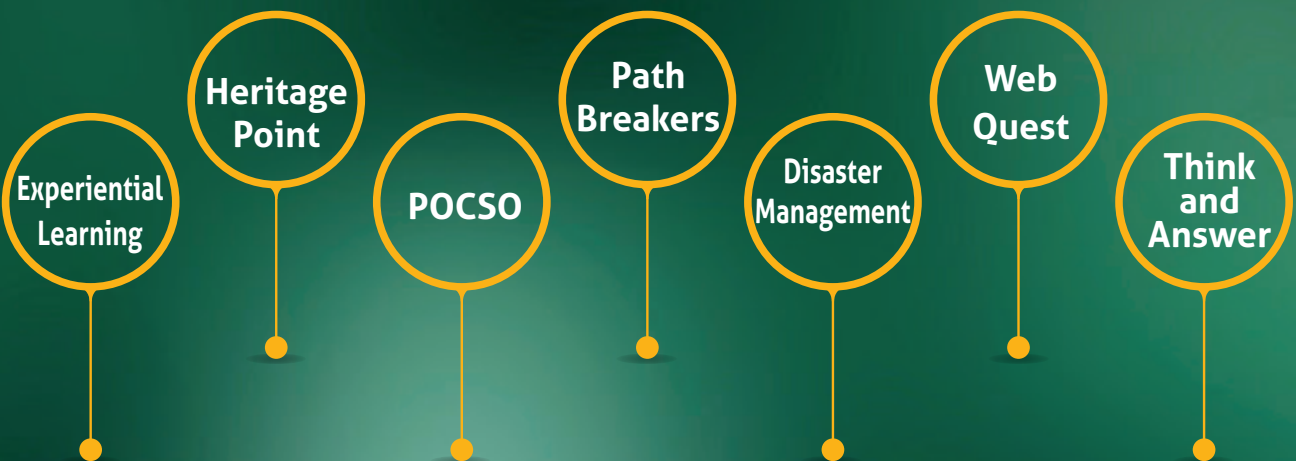 Experiential
Learning
Heritage
Point
POCSO
Path
Breakers
Disaster
Management
Web
Quest
Think
and
Answer